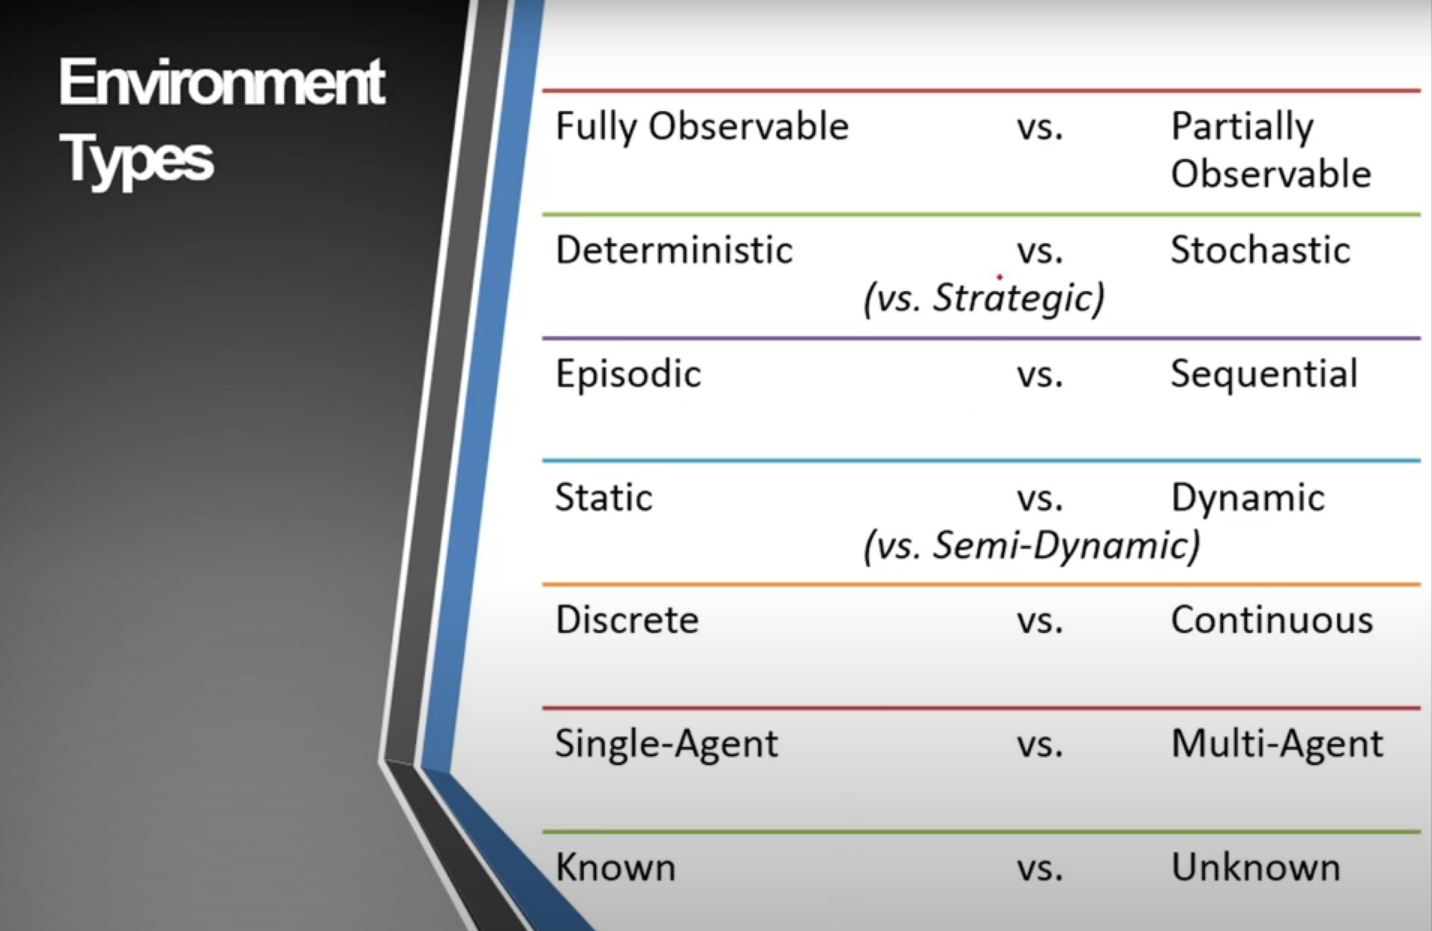 Environment
Types
Fully Observable vs. Partially
Observable
Deterministic vs. Stochastic
(vs. Strategic)
Episodic vs. Sequential
Static vs. Dynamic
(vs. Semi-Dynamic)
Discrete vs. Continuous
Single-Agent vs. Multi-Agent
Known vs. Unknown